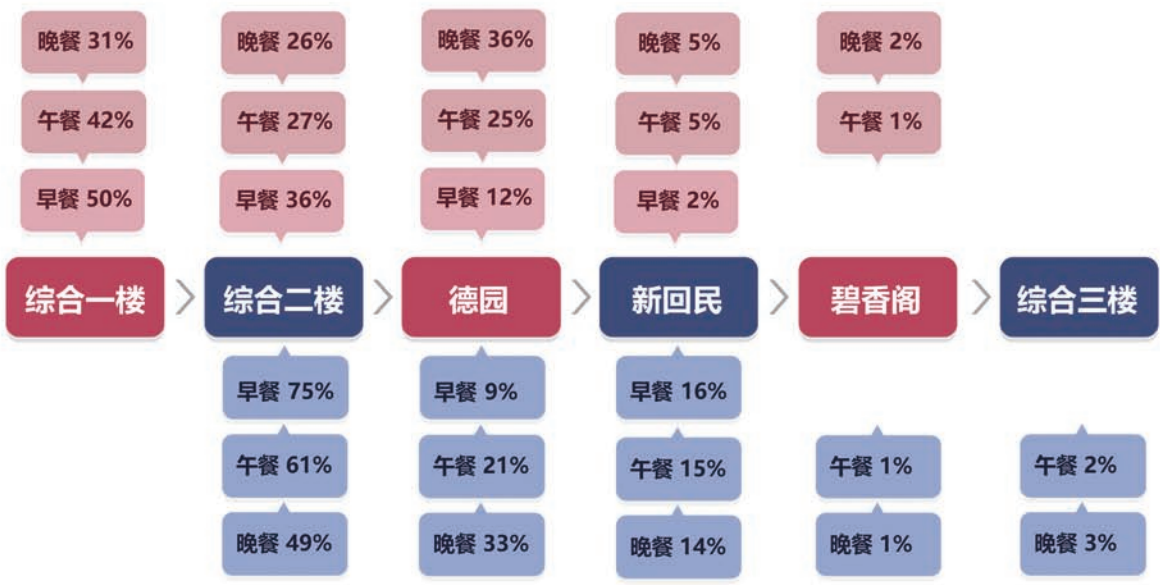 晚餐 31%
晚餐 26%
晚餐 36%
晚餐 5%
晚餐 2%
午餐 42%
午餐 27%
午餐 25%
午餐 5%
午餐 1%
早餐 50%
早餐 36%
早餐 12%
早餐 2%
综合一楼
综合二楼
德园
新回民
碧香阁
综合三楼
早餐 75%
早餐 9%
早餐 16%
午餐 61%
午餐 21%
午餐 15%
午餐 1%
午餐 2%
晚餐 49%
晚餐 33%
晚餐 14%
晚餐 1%
晚餐 3%